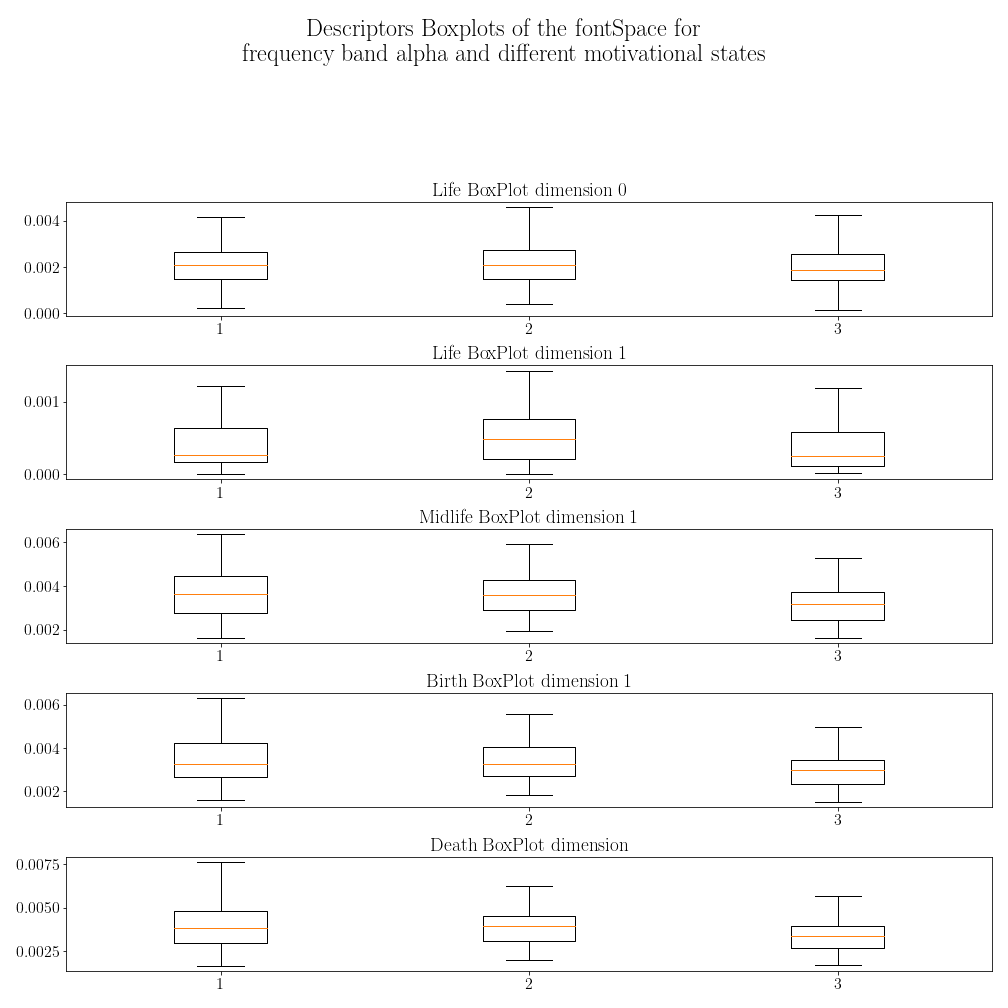 Descriptors Boxplots of the fontSpace for
frequency band alpha and different motivational states
Life BoxPlot dimension 0
0.004
0.002
0.000
1 2 3
Life BoxPlot dimension 1
0.001
0.000
1 2 3
Midlife BoxPlot dimension 1
0.006
0.004
0.002
1 2 3
Birth BoxPlot dimension 1
0.006
0.004
0.002
1 2 3
Death BoxPlot dimension
0.0075
0.0050
0.0025
1 2 3